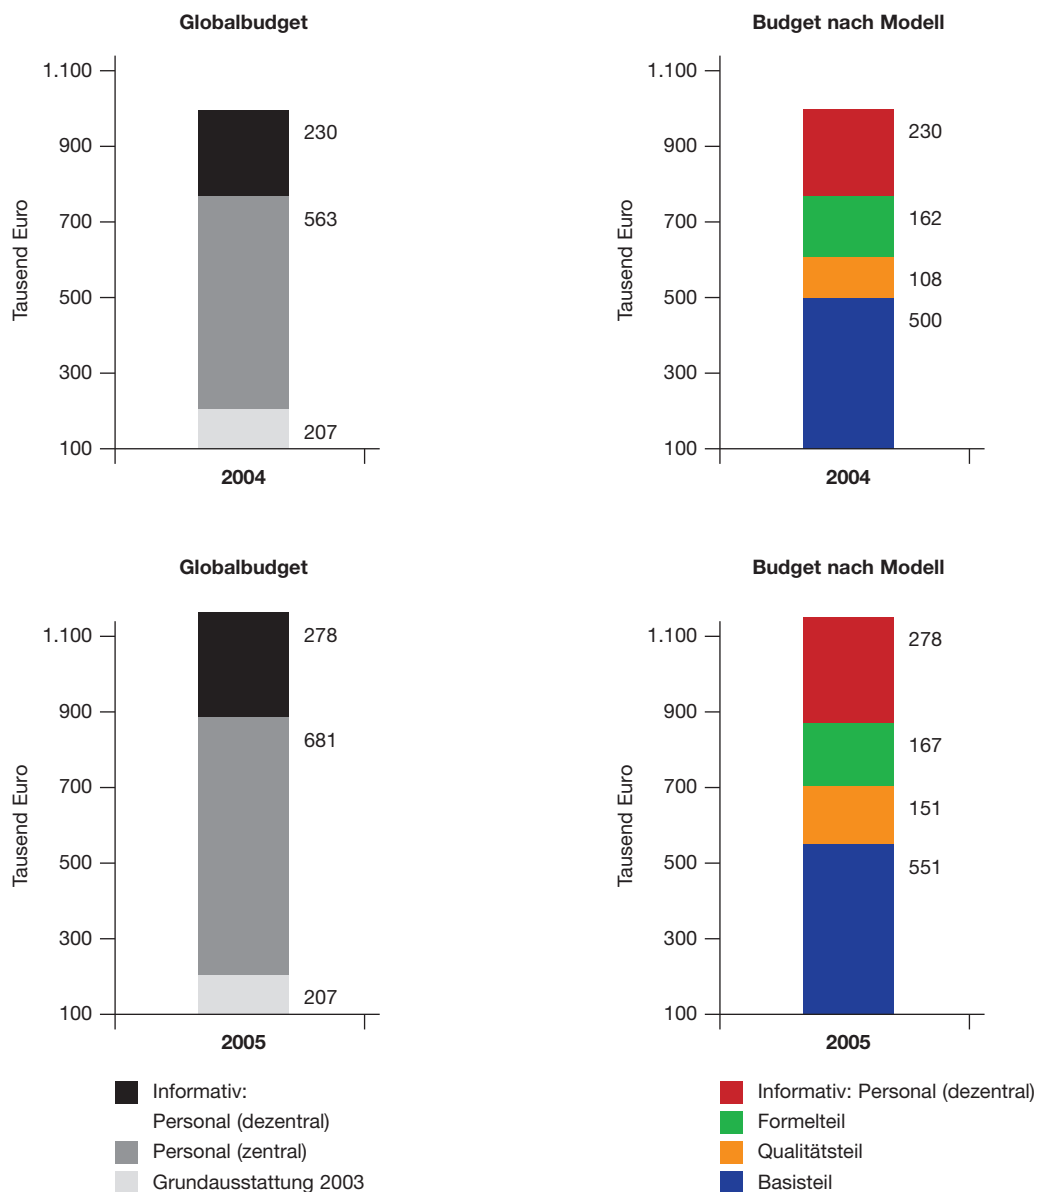 Globalbudget
Tausend Euro
1.100
900
700
500
300
100
230
563
207
2004
Budget nach Modell
Tausend Euro
1.100
900
700
500
300
100
230
162
108
500
2004
Globalbudget
Tausend Euro
1.100
900
700
500
300
100
278
681
207
2005
Informativ:
Personal (dezentral)
Personal (zentral)
Grundausstattung 2003
Budget nach Modell
Tausend Euro
1.100
900
700
500
300
100
278
167
151
551
2005
Informativ: Personal (dezentral)
Formelteil
Qualitätsteil
Basisteil